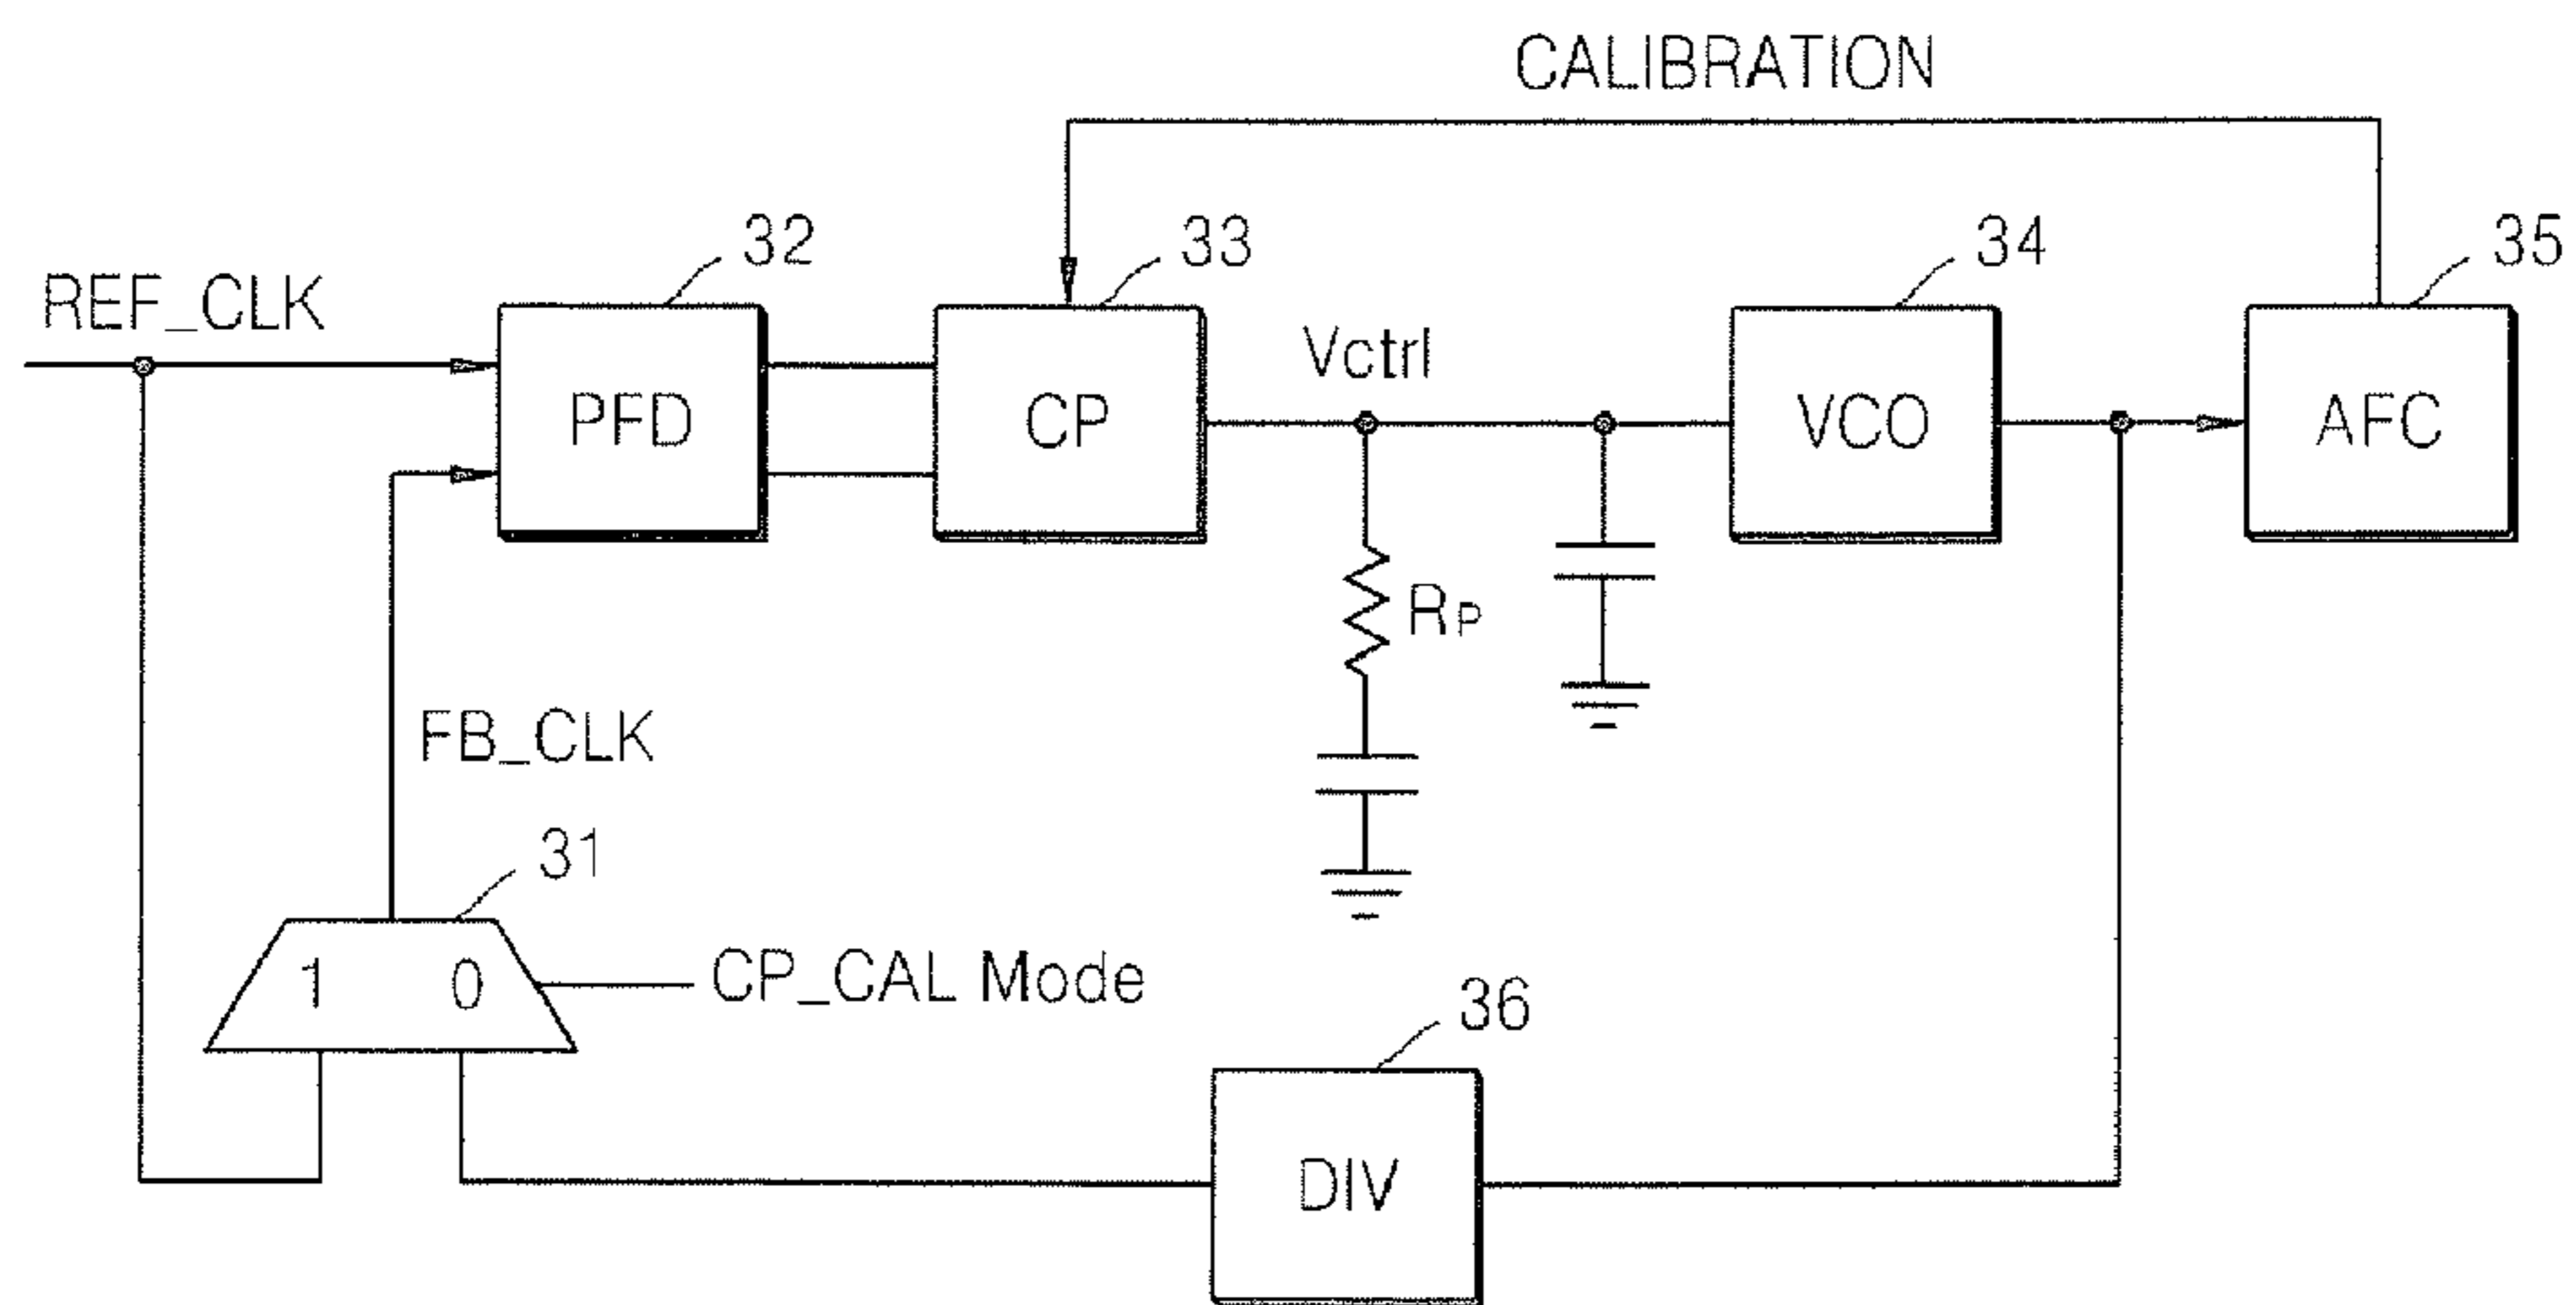 CALIBRATION
32
33
34
35
REF_CLK
PFD
CP
Vctrl
VCO
AFC
RP
FB_CLK
31
1 0
CP_CAL Mode
36
DIV